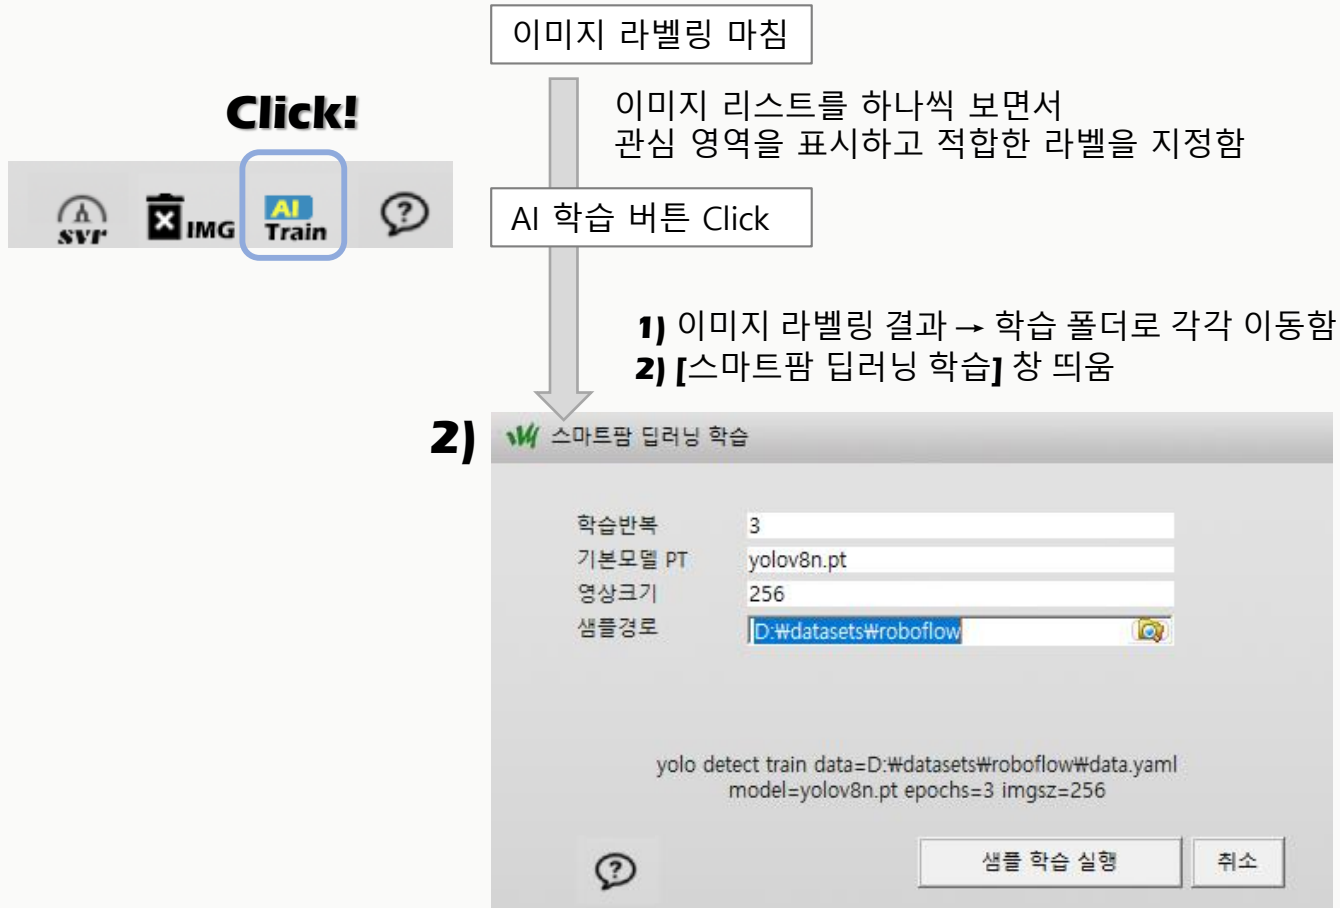 이미지 라벨링 마침
이미지 리스트를 하나씩 보면서
관심 영역을 표시하고 적합한 라벨을 지정함
Click!
svr
IMG
AI
Train
AI 학습 버튼 Click
1) 이미지 라벨링 결과 → 학습 폴더로 각각 이동함
2) [스마트팜 딥러닝 학습] 창 띄움
2)
스마트팜 딥러닝 학습
학습반복 3
기본모델 PT yolov8n.pt
영상크기 256
샘플경로 D:₩datasets₩roboflow
yolo detect train data=D:₩datasets₩roboflow₩data.yaml
model=yolov8n.pt epochs=3 imgsz=256
샘플 학습 실행 취소